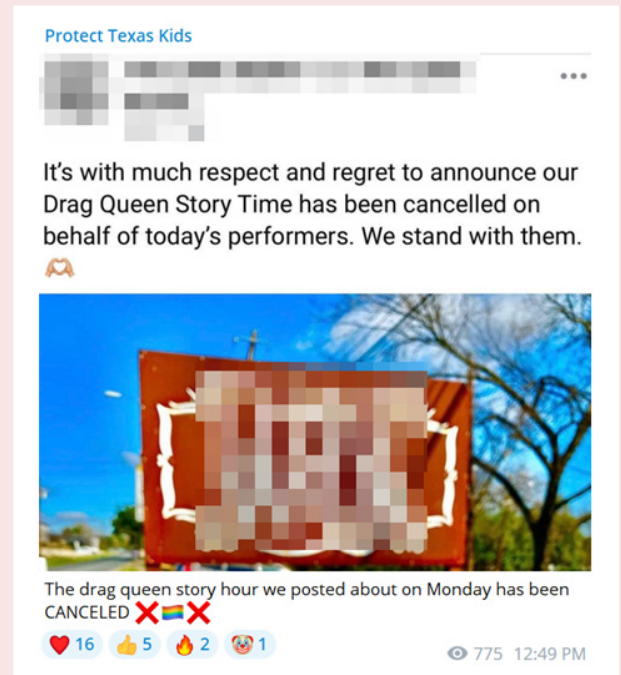 Protect Texas Kids
It’s with much respect and regret to announce our
Drag Queen Story Time has been cancelled on
behalf of today’s performers. We stand with them.
🫶🏼
The drag queen story hour we posted about on Monday has been
CANCELED ❌🏳️‍🌈❌
❤️ 16 👍 5 🔥 2 🤡 1
775 12:49 PM